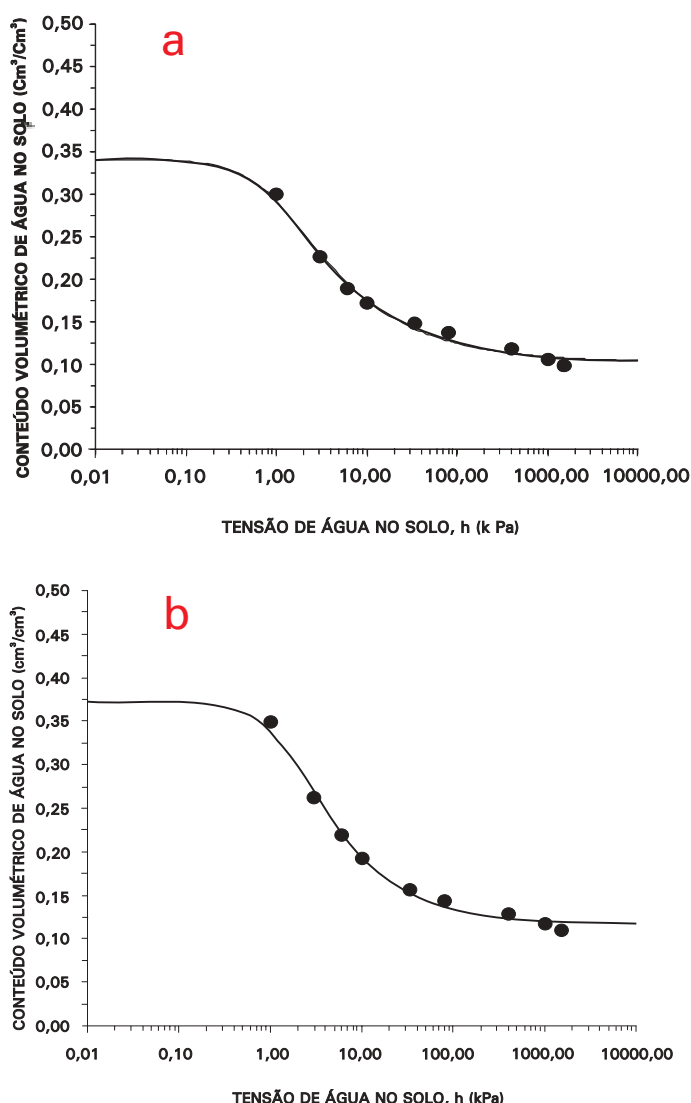 a
CONTEÚDO VOLUMÉTRICO DE ÁGUA NO SOLO (Cm³/Cm³)
0,50
0,45
0,40
0,35
0,30
0,25
0,20
0,15
0,10
0,05
0,00
0,01 0,10 1,00 10,00 100,00 1000,00 10000,00
TENSÃO DE ÁGUA NO SOLO, h (k Pa)
b
CONTEÚDO VOLUMÉTRICO DE ÁGUA NO SOLO (cm³/cm³)
0,50
0,45
0,40
0,35
0,30
0,25
0,20
0,15
0,10
0,05
0,00
0,01 0,10 1,00 10,00 100,00 1000,00 10000,00
TENSÃO DE ÁGUA NO SOLO, h (kPa)